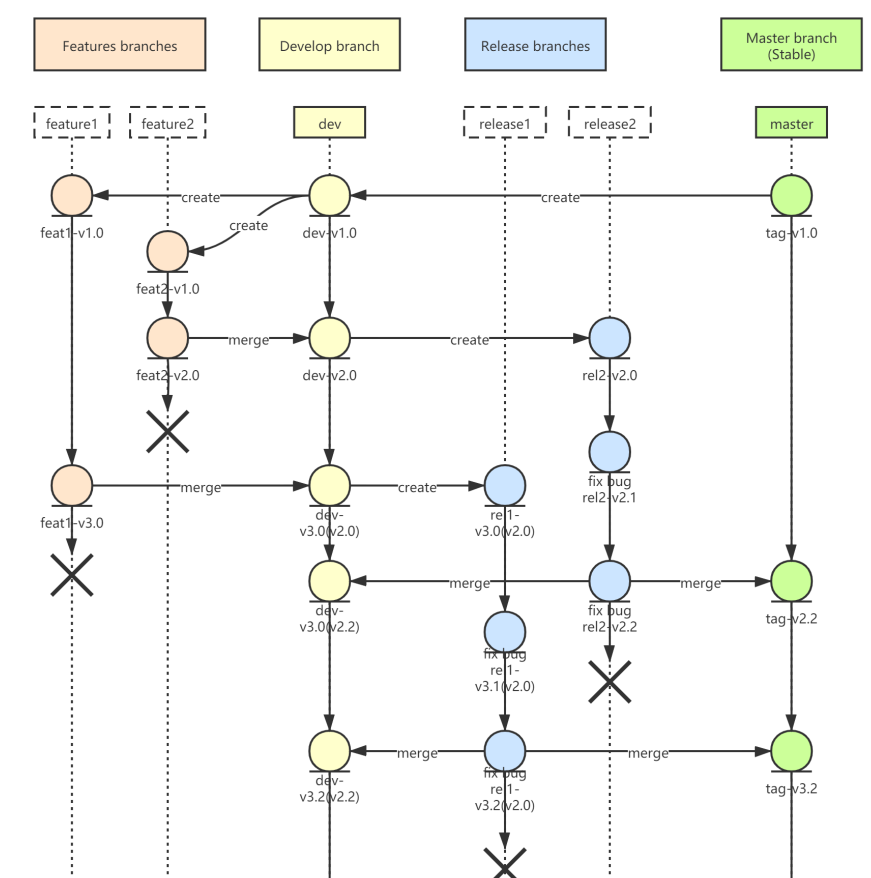 Features branches
Develop branch
Release branches
Master branch
(Stable)
feature1
feature2
dev
release1
release2
master
create
create
create
feat1-v1.0
dev-v1.0
tag-v1.0
feat2-v1.0
merge
create
feat2-v2.0
dev-v2.0
rel2-v2.0
fix bug
rel2-v2.1
merge
create
feat1-v3.0
dev-
v3.0(v2.0)
rel1-
v3.0(v2.0)
merge
merge
dev-
v3.0(v2.2)
fix bug
rel2-v2.2
tag-v2.2
fix bug
rel1-
v3.1(v2.0)
merge
merge
dev-
v3.2(v2.2)
fix bug
rel1-
v3.2(v2.0)
tag-v3.2